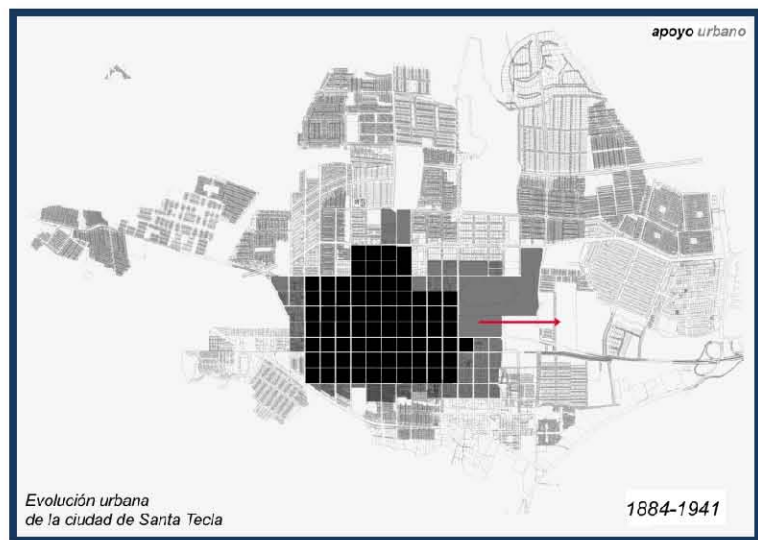 apoyo urbano
Evolución urbana
de la ciudad de Santa Tecla
1884-1941